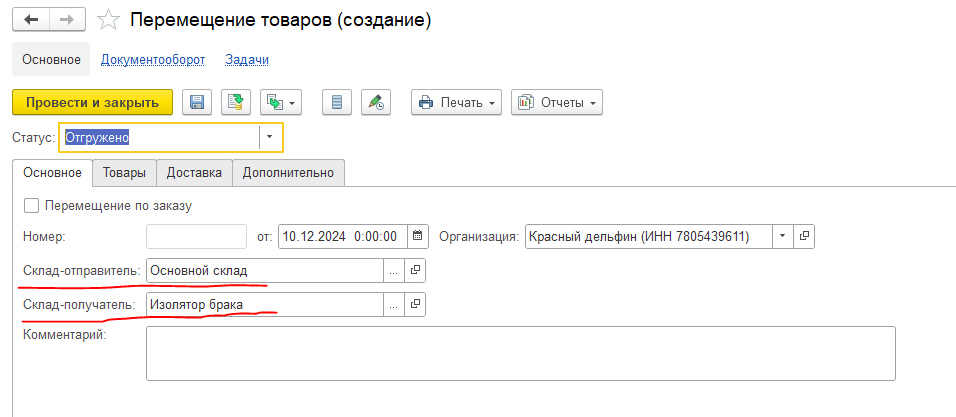 Перемещение товаров (создание)
Основное Документооборот Задачи
Провести и закрыть Печать Отчеты
Статус: Отгружено
Основное Товары Доставка Дополнительно
Перемещение по заказу
Номер: от: 10.12.2024 0:00:00 Организация: Красный дельфин (ИНН 7805439611)
Склад-отправитель: Основной склад ...
Склад-получатель: Изолятор брака ...
Комментарий: